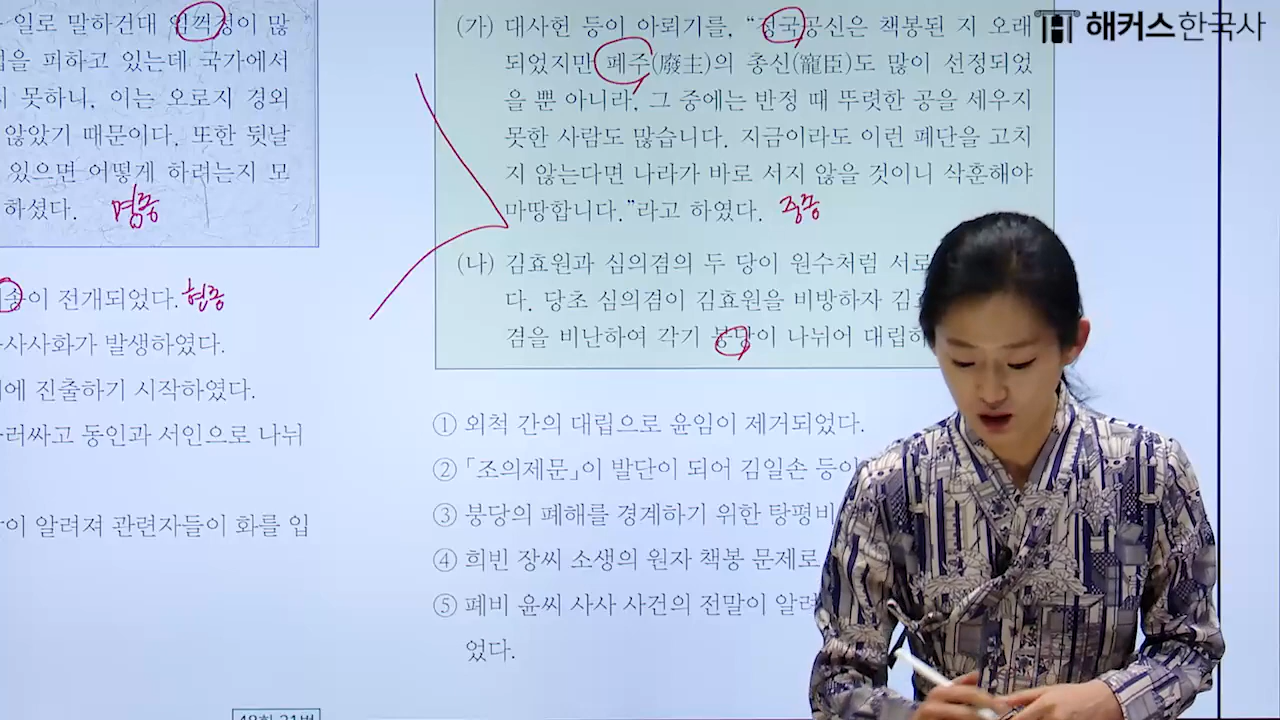 해커스한국사
일로 말하건대 임꺽정이 많
을 피하고 있는데 국가에서
못하니, 이는 오로지 경외
않았기 때문이다. 또한 뒷날
있으면 어떻게 하려는지 모
하셨다. 명종
이 전개되었다. 현종
사사화가 발생하였다.
에 진출하기 시작하였다.
러싸고 동인과 서인으로 나뉘
이 알려져 관련자들이 화를 입
(가) 대사헌 등이 아뢰기를, “정국공신은 책봉된 지 오래
되었지만 폐주(廢主)의 총신(寵臣)도 많이 선정되었
을 뿐 아니라, 그 중에는 반정 때 뚜렷한 공을 세우지
못한 사람도 많습니다. 지금이라도 이런 폐단을 고치
지 않는다면 나라가 바로 서지 않을 것이니 삭훈해야
마땅합니다.”라고 하였다. 중종
(나) 김효원과 심의겸의 두 당이 원수처럼 서로
다. 당초 심의겸이 김효원을 비방하자 김효
겸을 비난하여 각기 붕당이 나뉘어 대립하
① 외척 간의 대립으로 윤임이 제거되었다.
② 「조의제문」이 발단이 되어 김일손 등이
③ 붕당의 폐해를 경계하기 위한 탕평비
④ 희빈 장씨 소생의 원자 책봉 문제로
⑤ 폐비 윤씨 사사 사건의 전말이 알려
었다.